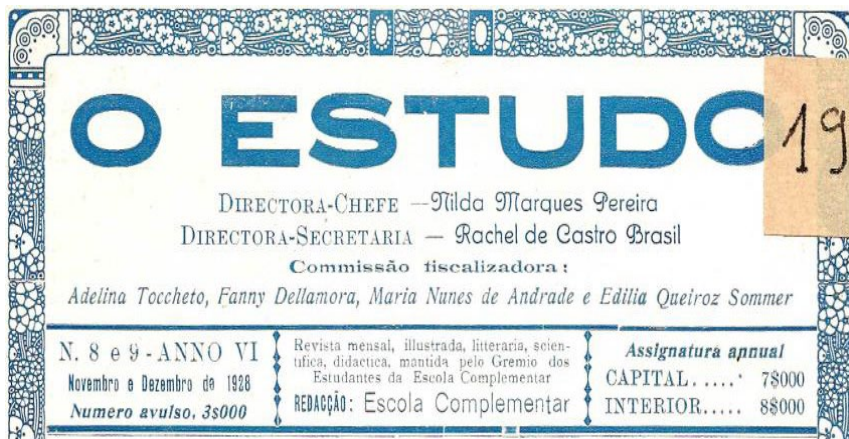 O ESTUDO
19
DIRECTORA-CHEFE — Nilda Marques Pereira
DIRECTORA-SECRETARIA — Rachel de Castro Brasil
Commissão fiscalizadora:
Adelina Toccheto, Fanny Dellamora, Maria Nunes de Andrade e Edilia Queiroz Sommer
N. 8 e 9 - ANNO VI
Novembro e Dezembro de 1928
Numero avulso, 3$000
Revista mensal, illustrada, litteraria, scien-
tifica, didactica, mantida pelo Gremio dos
Estudantes da Escola Complementar
REDACÇÃO: Escola Complementar
Assignatura annual
CAPITAL..... 7$000
INTERIOR..... 8$000